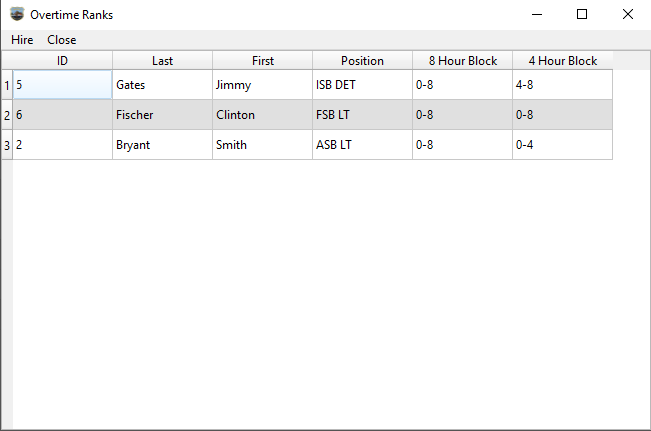 Overtime Ranks
Hire Close
ID Last First Position 8 Hour Block 4 Hour Block
1 5 Gates Jimmy ISB DET 0-8 4-8
2 6 Fischer Clinton FSB LT 0-8 0-8
3 2 Bryant Smith ASB LT 0-8 0-4